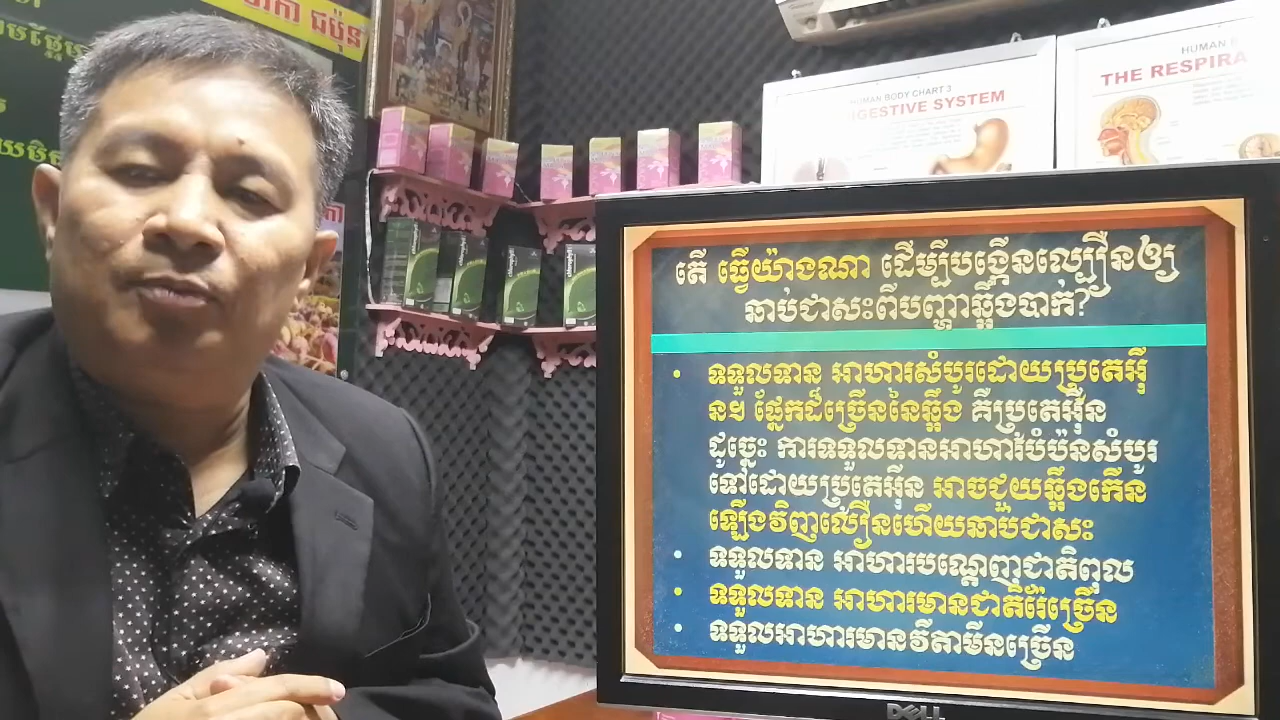 ជប៉ុន
HUMAN BODY CHART 3
DIGESTIVE SYSTEM
HUMAN
THE RESPIRA
តើ ធ្វើយ៉ាងណា ដើម្បីបង្កើនល្បឿនឲ្យ
ឆាប់ជាសះពីបញ្ហាឆ្អឹងបាក់?
• ទទួលទាន អាហារសំបូរដោយប្រូតេអ៊ី
ន។ ផ្នែកដ៏ច្រើននៃឆ្អឹង គឺប្រូតេអ៊ីន
ដូច្នេះ ការទទួលទានអាហារបំប៉នសំបូរ
ទៅដោយប្រូតេអ៊ីន អាចជួយឆ្អឹងកើន
ឡើងវិញលឿនហើយឆាប់ជាសះ
• ទទួលទាន អាហារបណ្តេញជាតិពុល
• ទទួលទាន អាហារមានជាតិរ៉ែច្រើន
• ទទួលអាហារមានវីតាមីនច្រើន
DELL